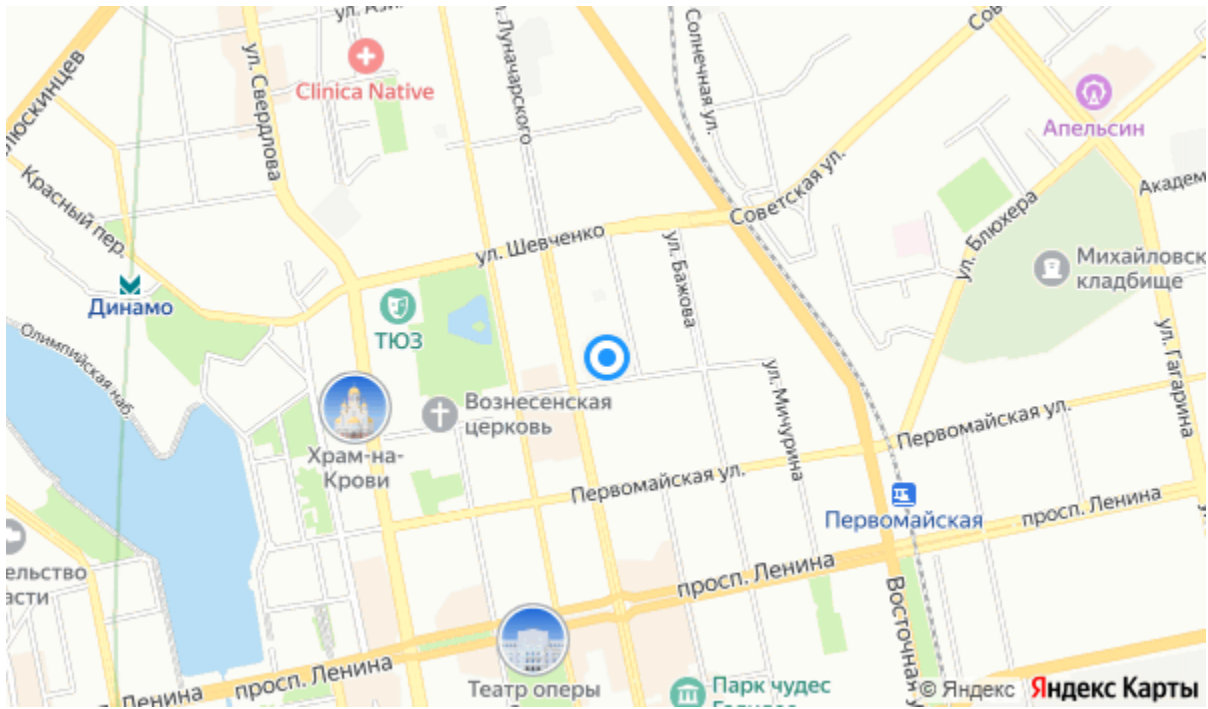 ул. Ази
Clinica Native
ул. Свердлова
л. Луначарского
Солнечная ул.
Сов
люскинцев
Апельсин
Красный пер.
Академ
Советская ул.
ул. Шевченко
ул. Блюхера
ул. Бажова
Михайловск
кладбище
Динамо
ТЮЗ
Олимпийская наб.
ул. Гагарина
ул. Мичурина
Вознесенская
церковь
Храм-на-
Крови
Первомайская ул.
Первомайская ул.
Первомайская
просп. Ленина
ельство
асти
просп. Ленина
Восточная у
просп. Ленина
. Ленина
Театр оперы
Парк чудес
© Яндекс
Яндекс Карты